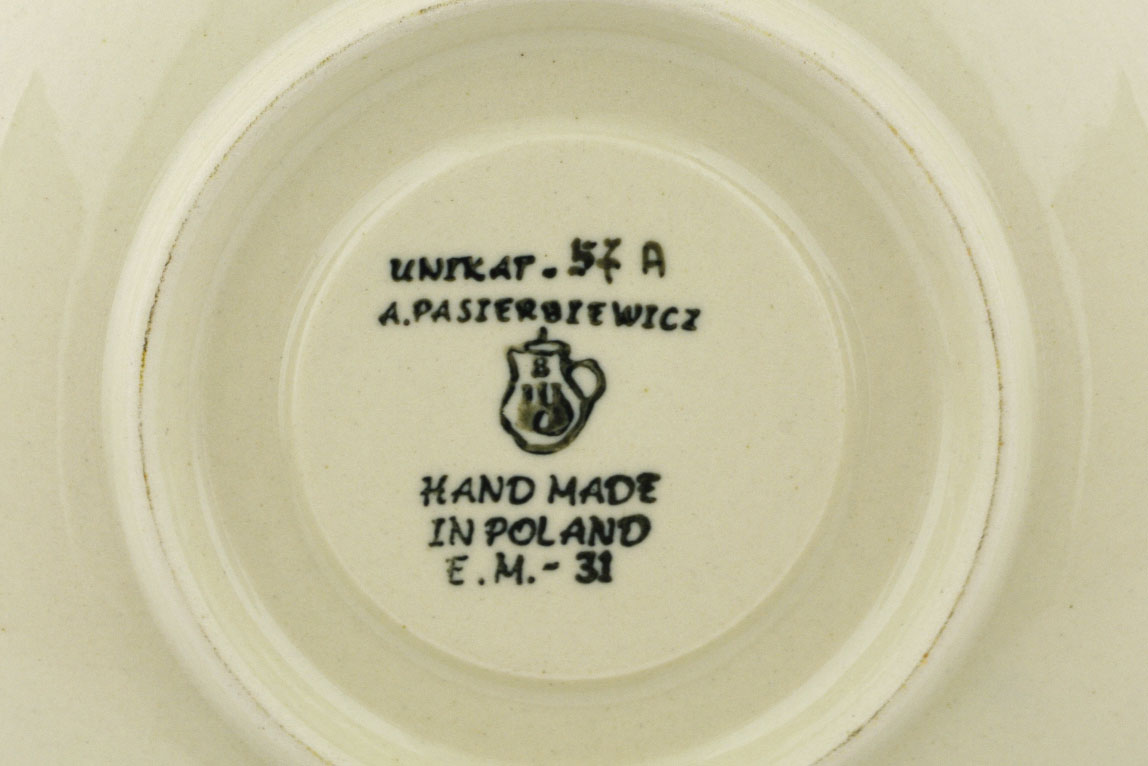 UNIKAT. 57 A
A.PASIERBIEWICZ
B
HAND MADE
IN POLAND
E.M.- 31